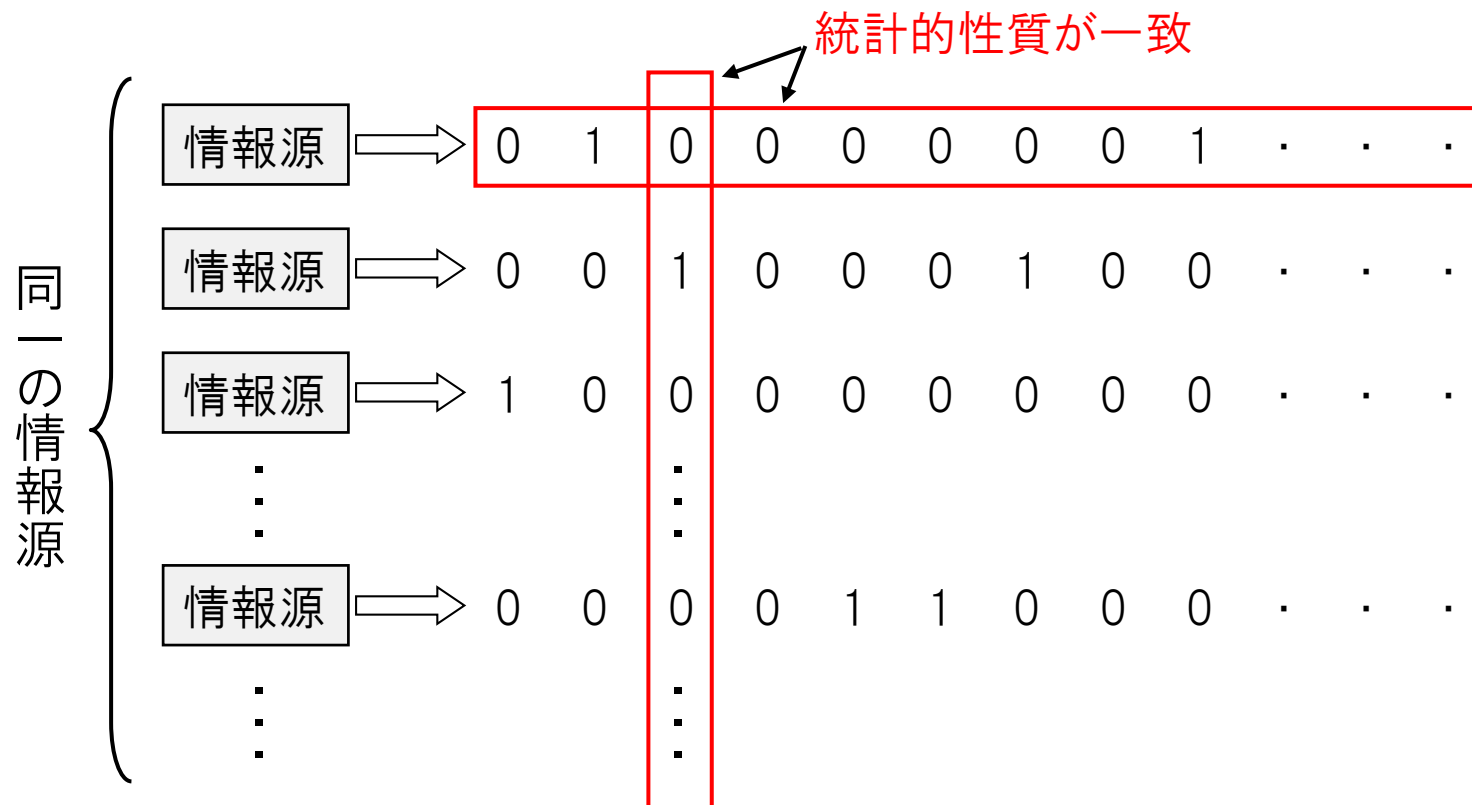 統計的性質が一致
情報源 0 1 0 0 0 0 0 0 1 ・ ・ ・
情報源 0 0 1 0 0 0 1 0 0 ・ ・ ・
同一の情報源
情報源 1 0 0 0 0 0 0 0 0 ・ ・ ・
情報源 0 0 0 0 1 1 0 0 0 ・ ・ ・